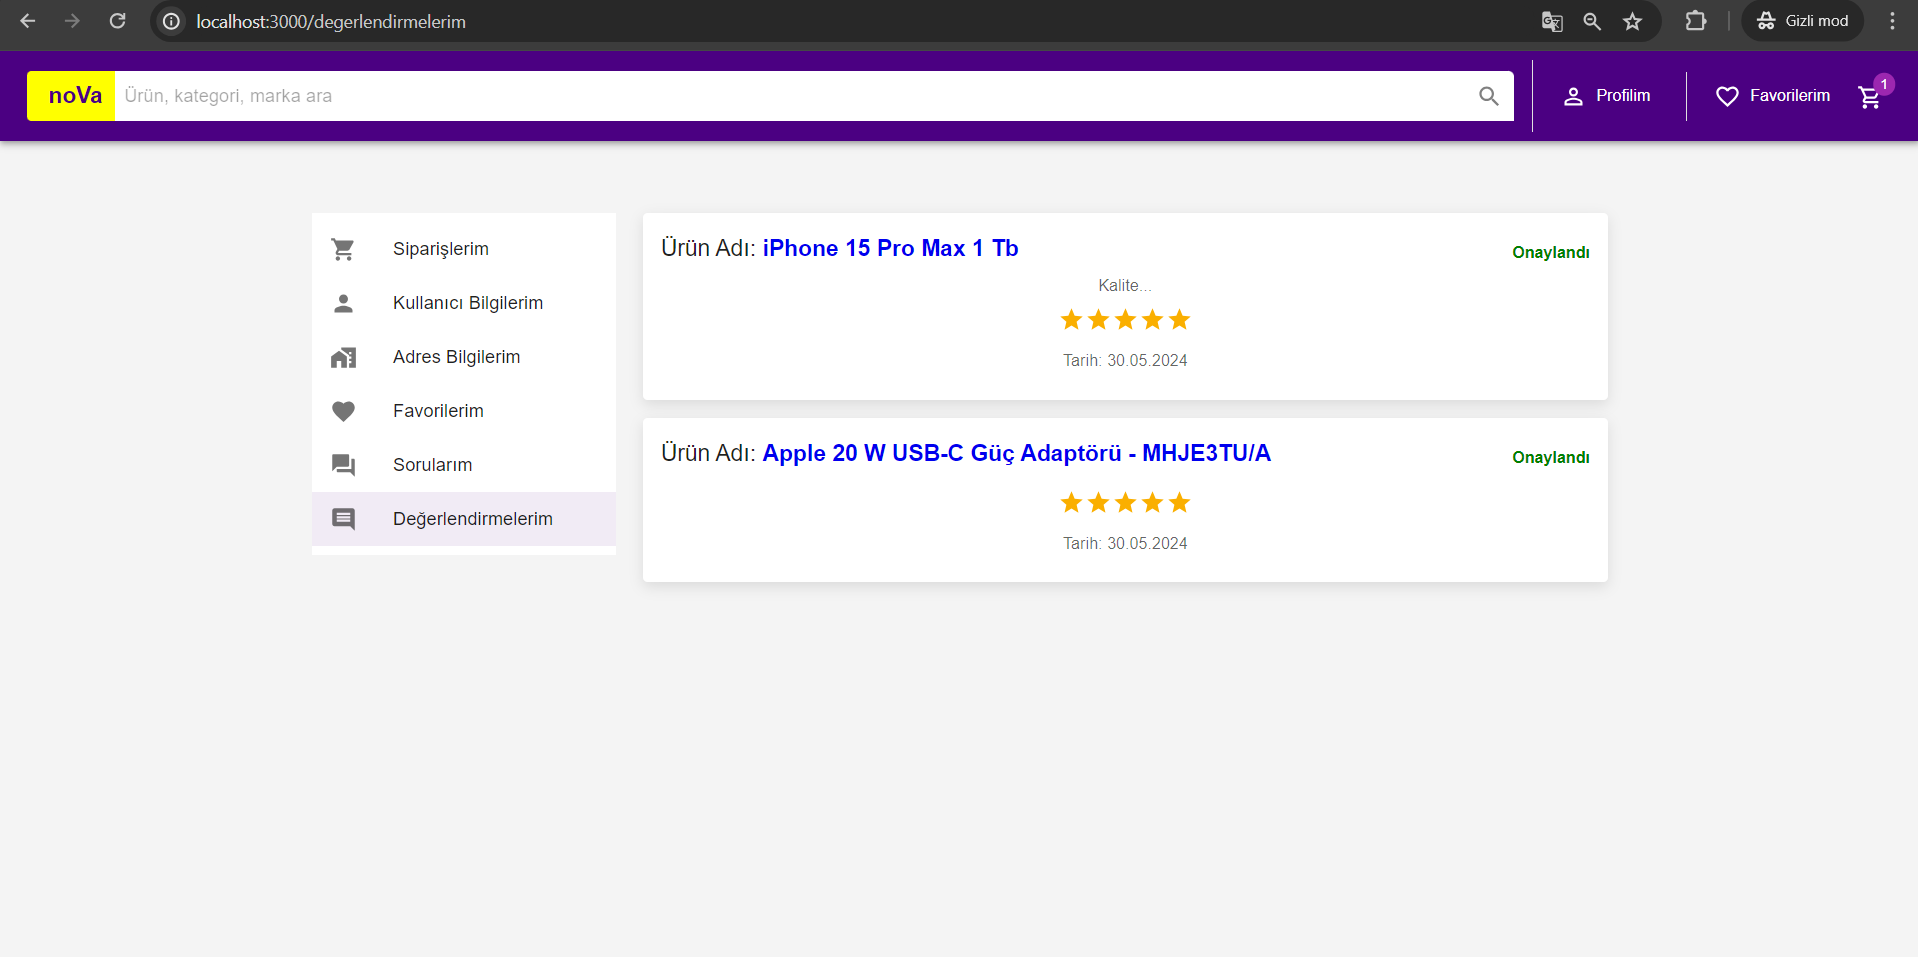 localhost:3000/degerlendirmelerim
Gizli mod
noVa
Ürün, kategori, marka ara
Profilim
Favorilerim
1
Siparişlerim
Kullanıcı Bilgilerim
Adres Bilgilerim
Favorilerim
Sorularım
Değerlendirmelerim
Ürün Adı: iPhone 15 Pro Max 1 Tb
Onaylandı
Kalite...
Tarih: 30.05.2024
Ürün Adı: Apple 20 W USB-C Güç Adaptörü - MHJE3TU/A
Onaylandı
Tarih: 30.05.2024